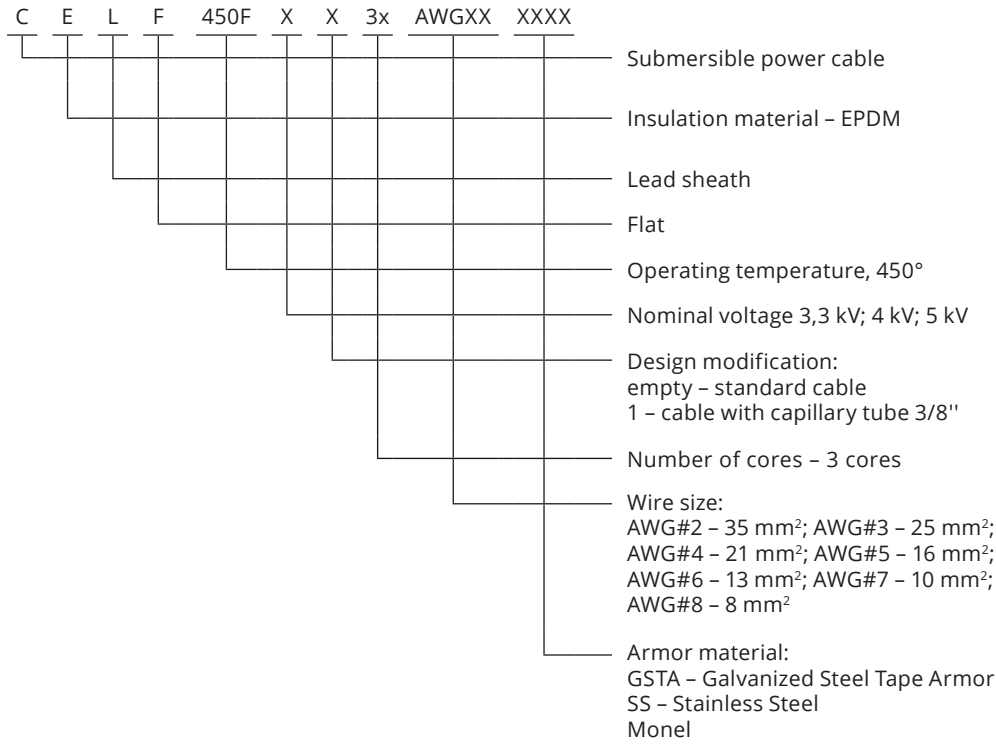 C E L F 450F X X 3x AWGXX XXXX
Submersible power cable
Insulation material – EPDM
Lead sheath
Flat
Operating temperature, 450°
Nominal voltage 3,3 kV; 4 kV; 5 kV
Design modification:
empty – standard cable
1 – cable with capillary tube 3/8''
Number of cores – 3 cores
Wire size:
AWG#2 – 35 mm²; AWG#3 – 25 mm²;
AWG#4 – 21 mm²; AWG#5 – 16 mm²;
AWG#6 – 13 mm²; AWG#7 – 10 mm²;
AWG#8 – 8 mm²
Armor material:
GSTA – Galvanized Steel Tape Armor
SS – Stainless Steel
Monel